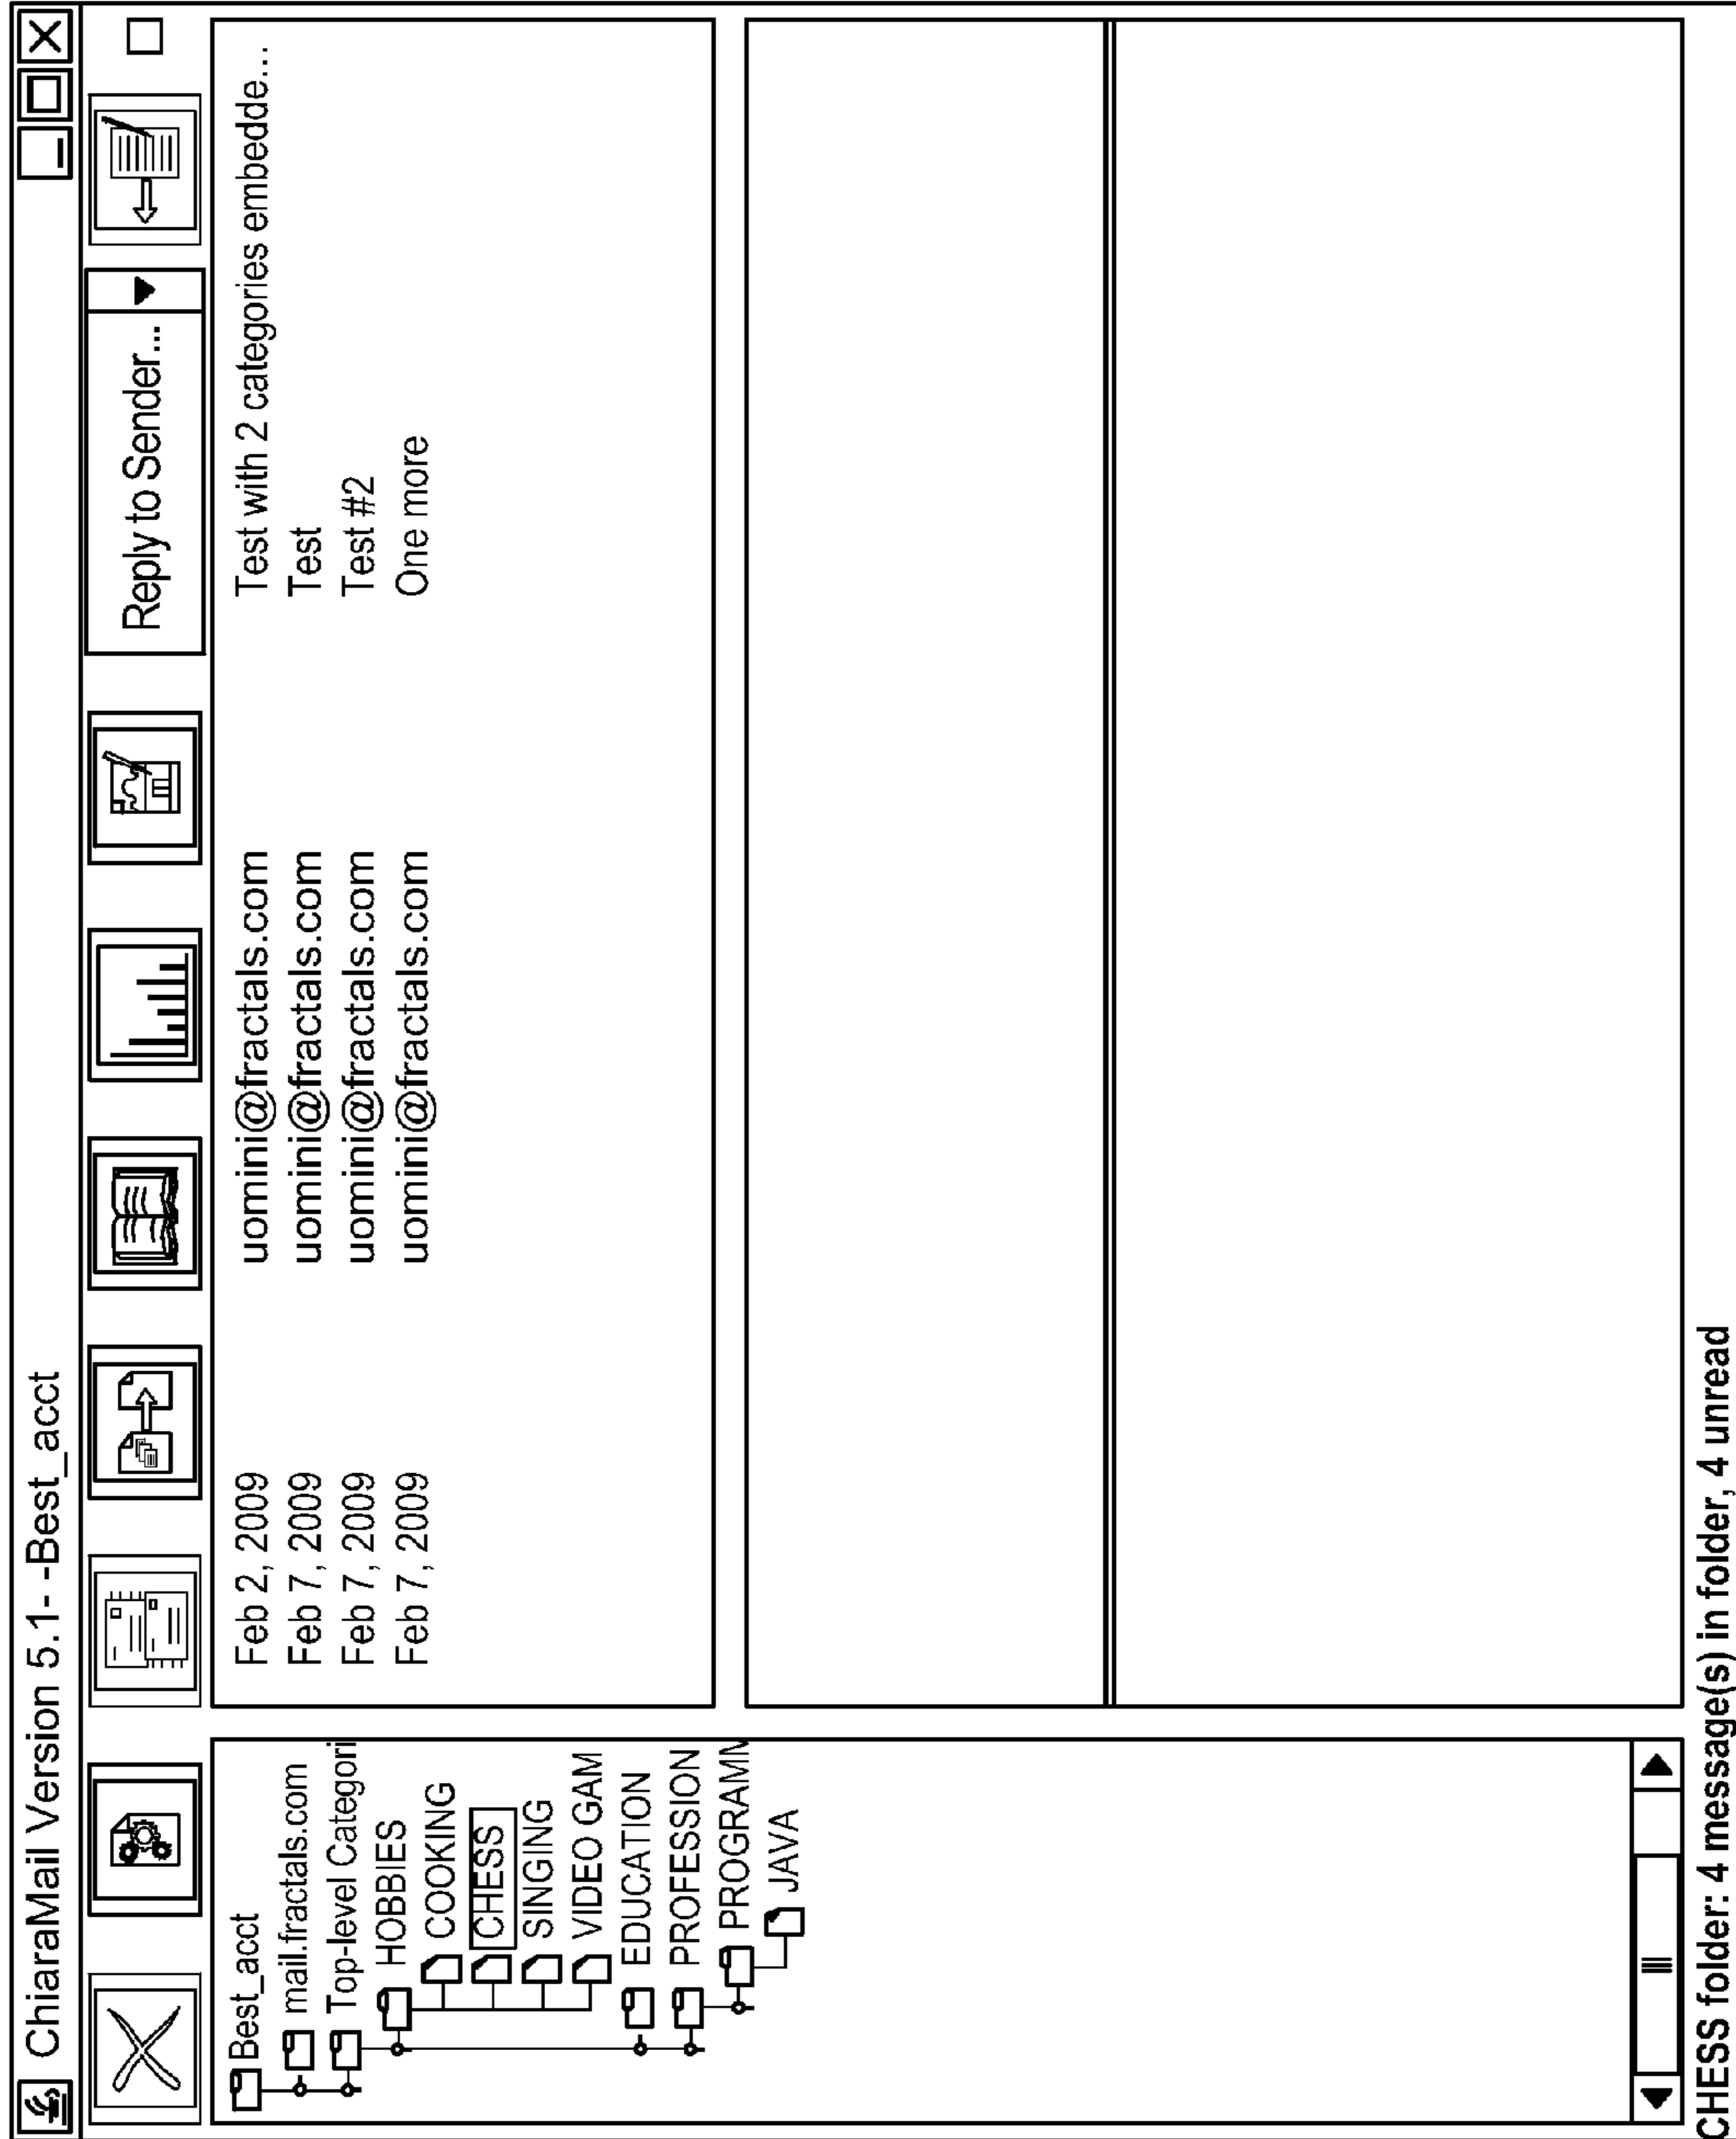 ChiaraMail Version 5.1- -Best_acct
Reply to Sender...
Best_acct
mail.fractals.com
Top-level Categori
HOBBIES
COOKING
CHESS
SINGING
VIDEO GAM
EDUCATION
PROFESSION
PROGRAMM
JAVA
Feb 2, 2009 uomini@fractals.com Test with 2 categories embedde...
Feb 7, 2009 uomini@fractals.com Test
Feb 7, 2009 uomini@fractals.com Test #2
Feb 7, 2009 uomini@fractals.com One more
CHESS folder: 4 message(s) in folder, 4 unread